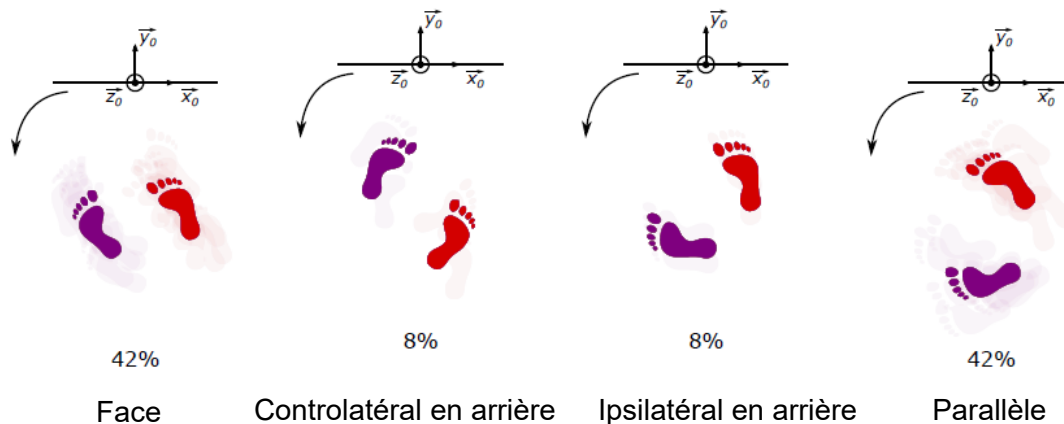 y₀ y₀ y₀ y₀
z₀ x₀ z₀ x₀ z₀ x₀ z₀ x₀
42% 8% 8% 42%
Face Controlatéral en arrière Ipsilatéral en arrière Parallèle